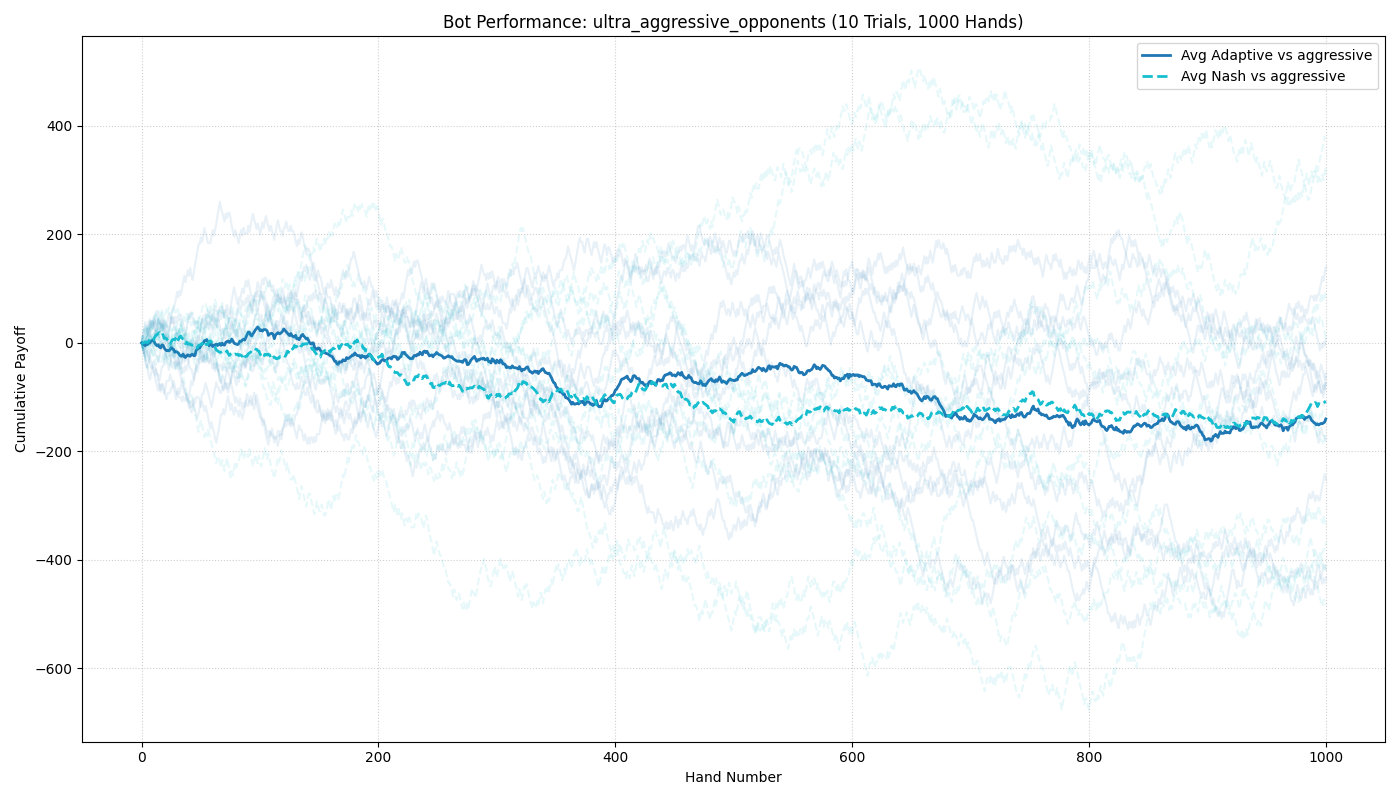 Bot Performance: ultra_aggressive_opponents (10 Trials, 1000 Hands)
Avg Adaptive vs aggressive
Avg Nash vs aggressive
Cumulative Payoff
400
200
0
−200
−400
−600
0 200 400 600 800 1000
Hand Number